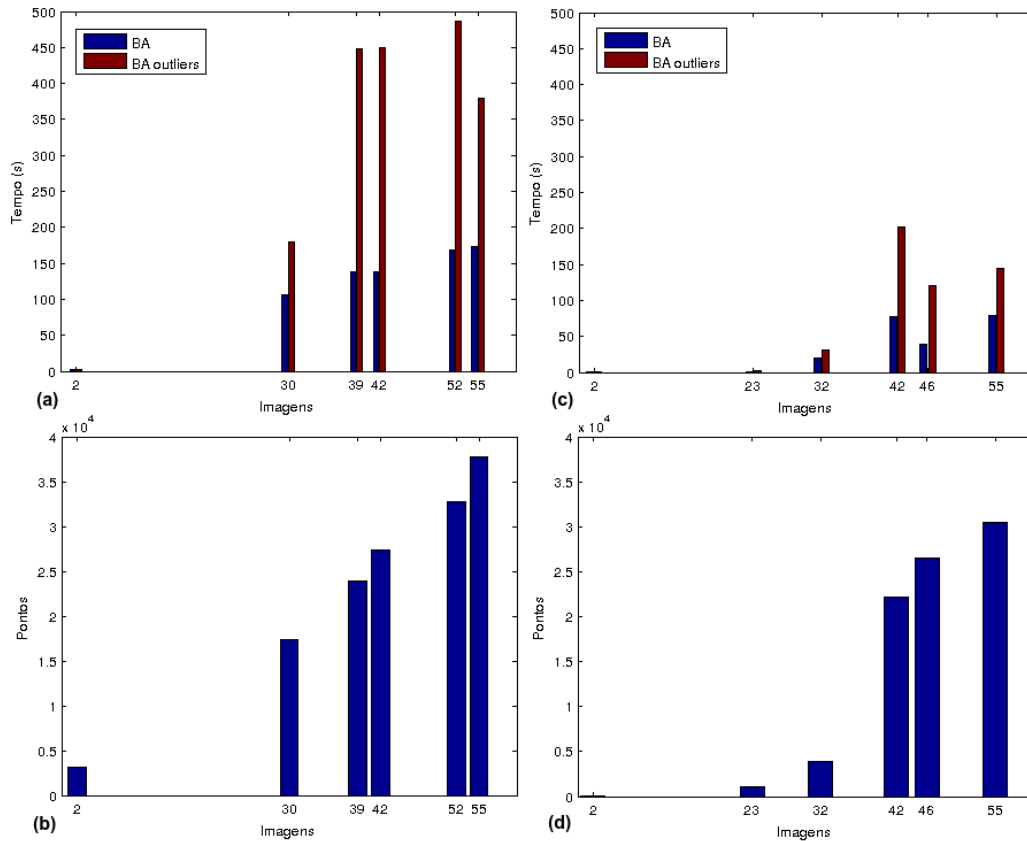 500
450
400
350
300
250
200
150
100
50
0
Tempo (s)
BA
BA outliers
2 30 39 42 52 55
Imagens
(a)
500
450
400
350
300
250
200
150
100
50
0
Tempo (s)
BA
BA outliers
2 23 32 42 46 55
Imagens
(c)
x 10^4
4
3.5
3
2.5
2
1.5
1
0.5
0
Pontos
2 30 39 42 52 55
Imagens
(b)
x 10^4
4
3.5
3
2.5
2
1.5
1
0.5
0
Pontos
2 23 32 42 46 55
Imagens
(d)